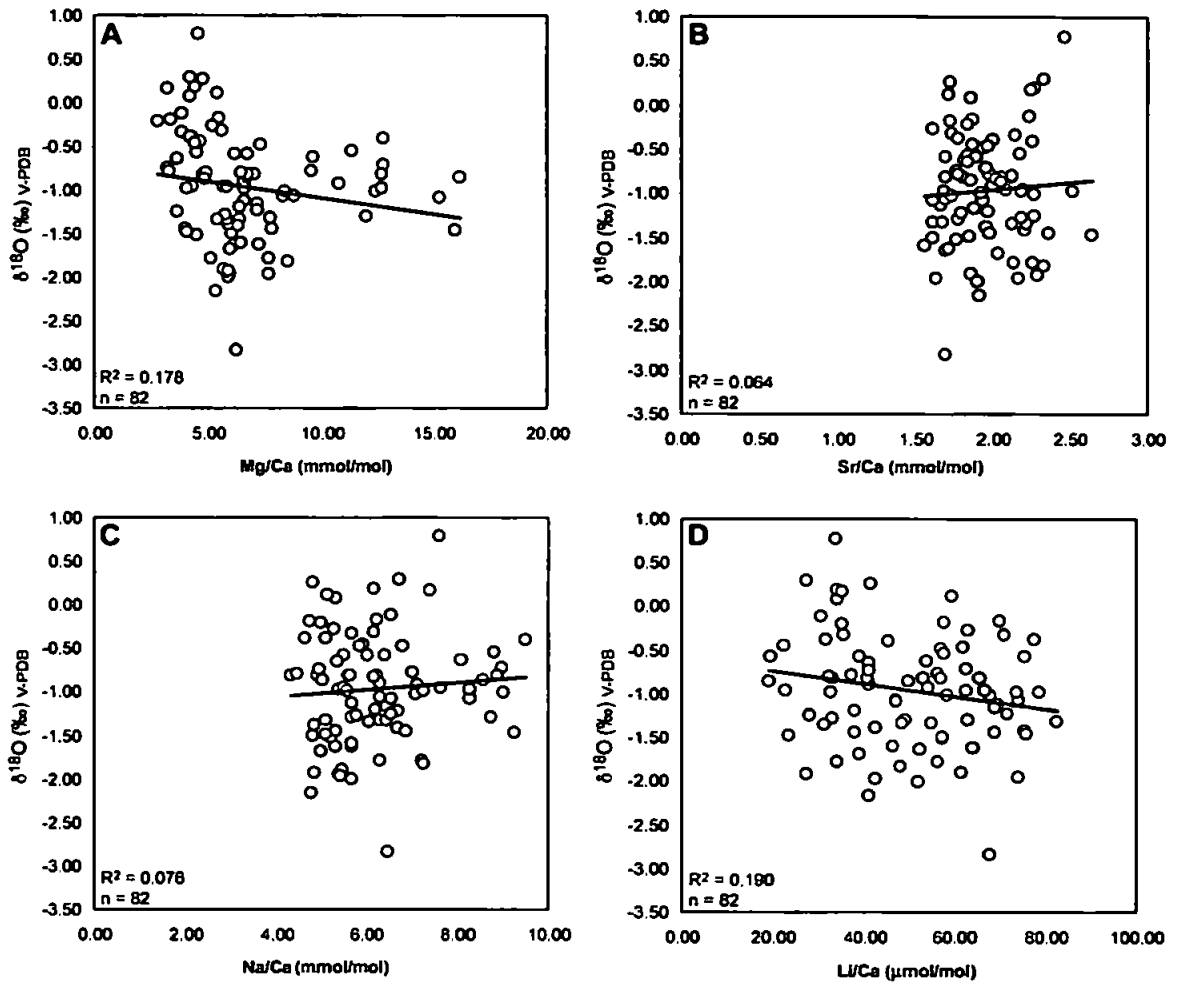 A
1.00
0.50
0.00
-0.50
-1.00
-1.50
-2.00
-2.50
-3.00
-3.50
δ18O (‰) V-PDB
R2 = 0.178
n = 82
0.00 5.00 10.00 15.00 20.00
Mg/Ca (mmol/mol)
B
1.00
0.50
0.00
-0.50
-1.00
-1.50
-2.00
-2.50
-3.00
-3.50
δ18O (‰) V-PDB
R2 = 0.064
n = 82
0.00 0.50 1.00 1.50 2.00 2.50 3.00
Sr/Ca (mmol/mol)
C
1.00
0.50
0.00
-0.50
-1.00
-1.50
-2.00
-2.50
-3.00
-3.50
δ18O (‰) V-PDB
R2 = 0.076
n = 82
0.00 2.00 4.00 6.00 8.00 10.00
Na/Ca (mmol/mol)
D
1.00
0.50
0.00
-0.50
-1.00
-1.50
-2.00
-2.50
-3.00
-3.50
δ18O (‰) V-PDB
R2 = 0.190
n = 82
0.00 20.00 40.00 60.00 80.00 100.00
Li/Ca (μmol/mol)